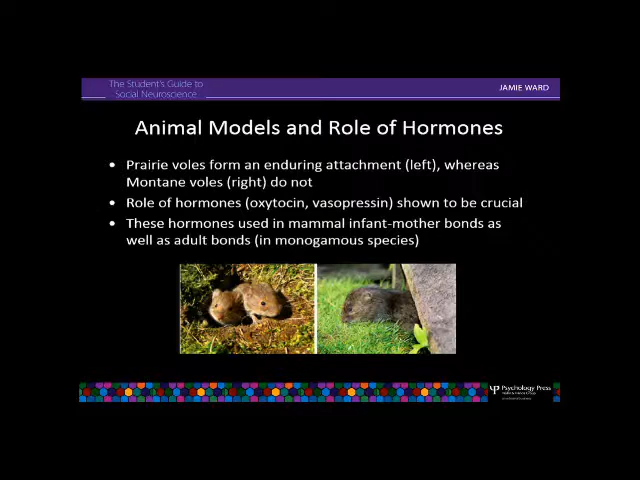 The Student's Guide to
Social Neuroscience
JAMIE WARD
Animal Models and Role of Hormones
• Prairie voles form an enduring attachment (left), whereas
Montane voles (right) do not
• Role of hormones (oxytocin, vasopressin) shown to be crucial
• These hormones used in mammal infant-mother bonds as
well as adult bonds (in monogamous species)
Psychology Press